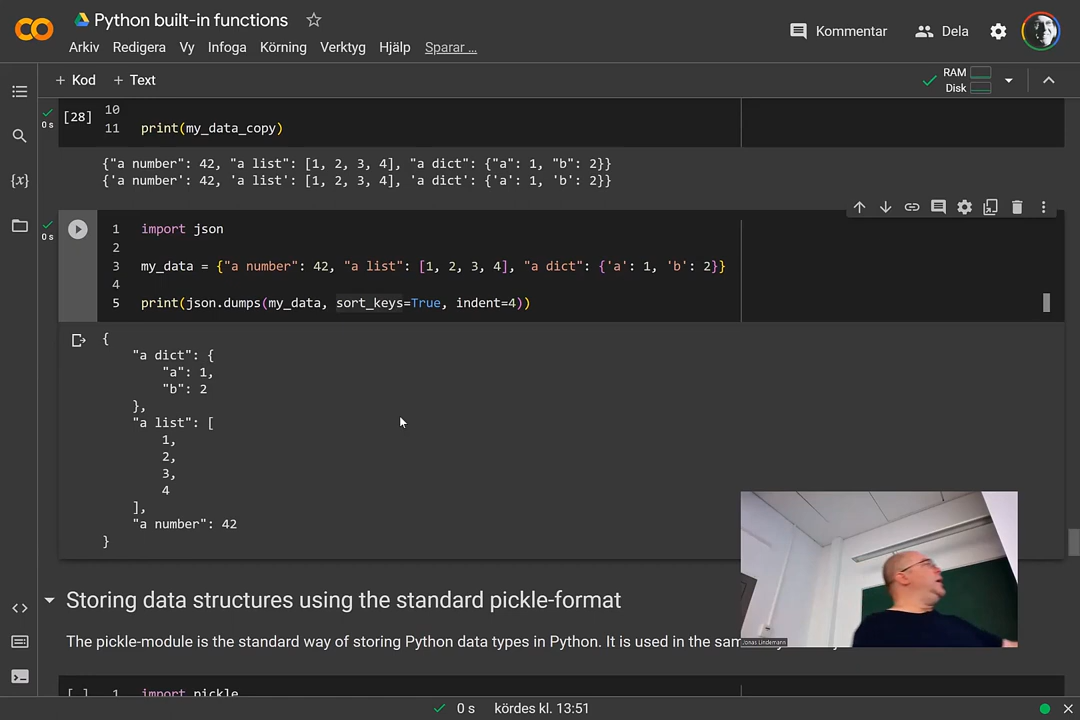 Python built-in functions
Arkiv Redigera Vy Infoga Körning Verktyg Hjälp Sparar ...
Kommentar Dela
+ Kod + Text
RAM
Disk
[28] 10
0 s
11 print(my_data_copy)
{"a number": 42, "a list": [1, 2, 3, 4], "a dict": {"a": 1, "b": 2}}
{'a number': 42, 'a list': [1, 2, 3, 4], 'a dict': {'a': 1, 'b': 2}}
{x}
0 s
1 import json
2
3 my_data = {"a number": 42, "a list": [1, 2, 3, 4], "a dict": {'a': 1, 'b': 2}}
4
5 print(json.dumps(my_data, sort_keys=True, indent=4))
{
"a dict": {
"a": 1,
"b": 2
},
"a list": [
1,
2,
3,
4
],
"a number": 42
}
Jonas Lindemann
Storing data structures using the standard pickle-format
The pickle-module is the standard way of storing Python data types in Python. It is used in the sam
[ ] 1 import pickle
0 s kördes kl. 13:51